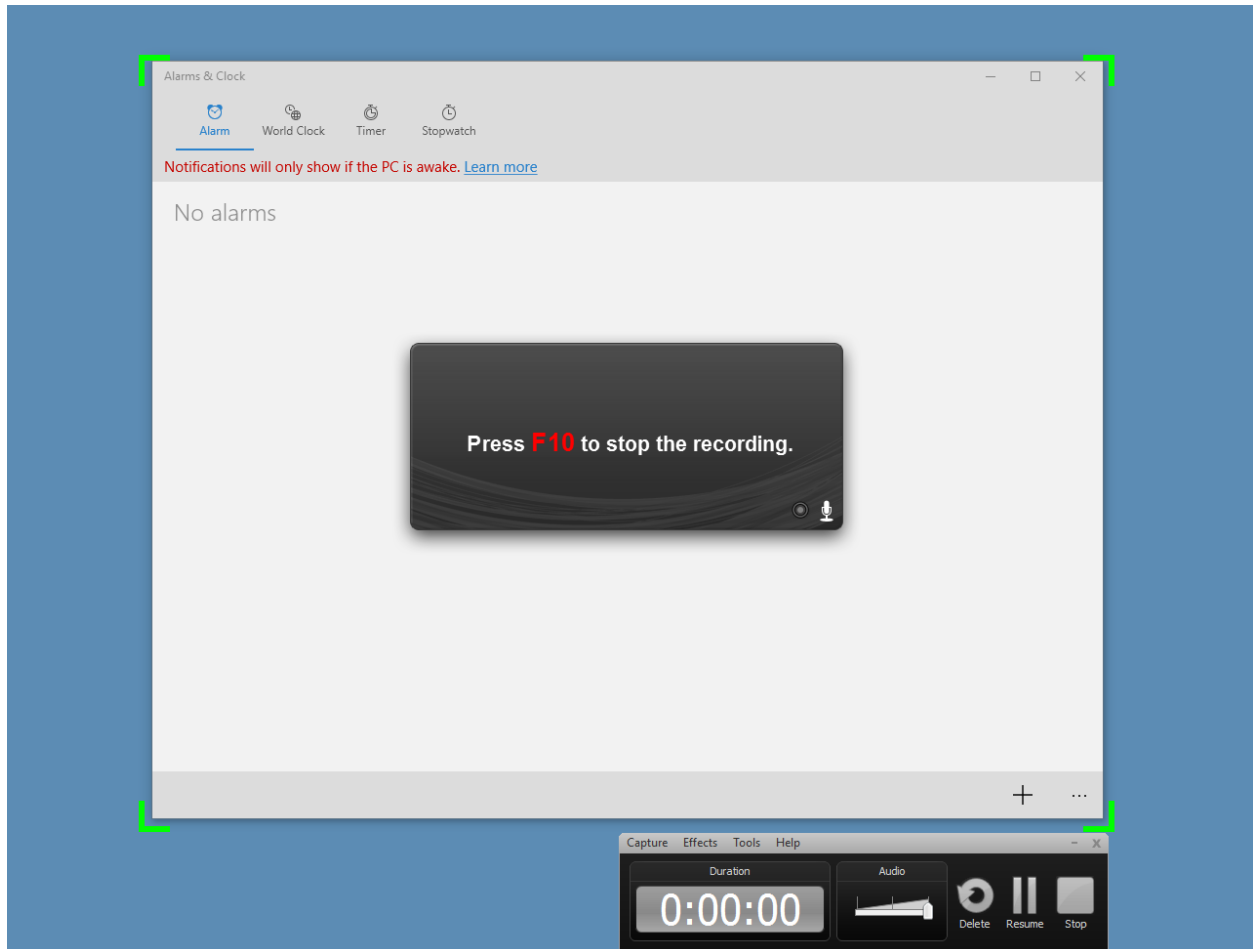 Alarms & Clock
Alarm World Clock Timer Stopwatch
Notifications will only show if the PC is awake. Learn more
No alarms
Press F10 to stop the recording.
Capture Effects Tools Help
Duration Audio
0:00:00
Delete Resume Stop